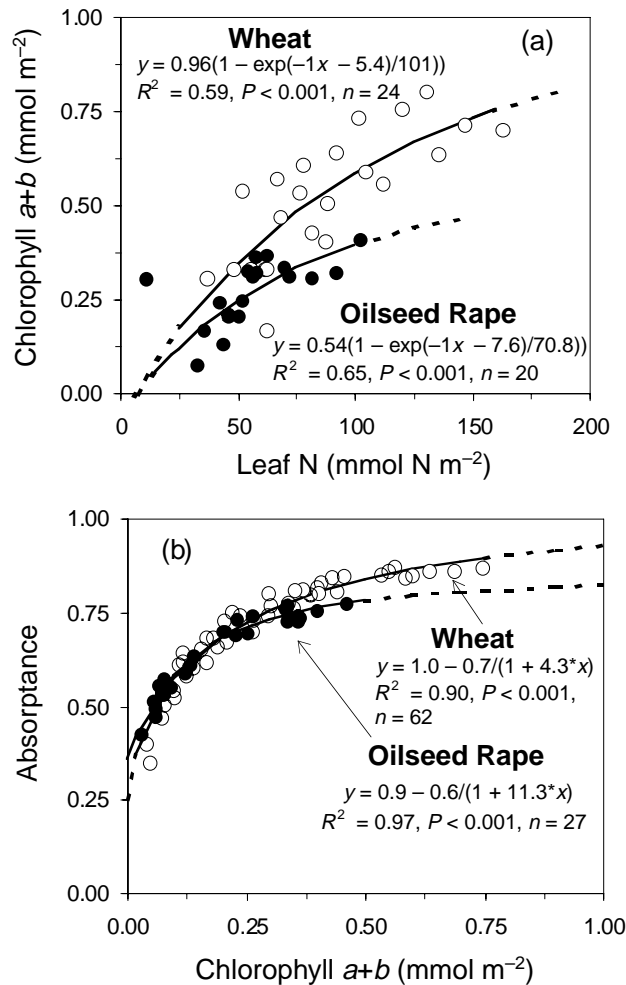 (a)
Wheat
y = 0.96(1 − exp(−1x − 5.4)/101))
R² = 0.59, P < 0.001, n = 24
Oilseed Rape
y = 0.54(1 − exp(−1x − 7.6)/70.8))
R² = 0.65, P < 0.001, n = 20
Chlorophyll a+b (mmol m⁻²)
1.00
0.75
0.50
0.25
0.00
0 50 100 150 200
Leaf N (mmol N m⁻²)
(b)
Wheat
y = 1.0 − 0.7/(1 + 4.3*x)
R² = 0.90, P < 0.001,
n = 62
Oilseed Rape
y = 0.9 − 0.6/(1 + 11.3*x)
R² = 0.97, P < 0.001, n = 27
Absorptance
1.00
0.75
0.50
0.25
0.00
0.00 0.25 0.50 0.75 1.00
Chlorophyll a+b (mmol m⁻²)